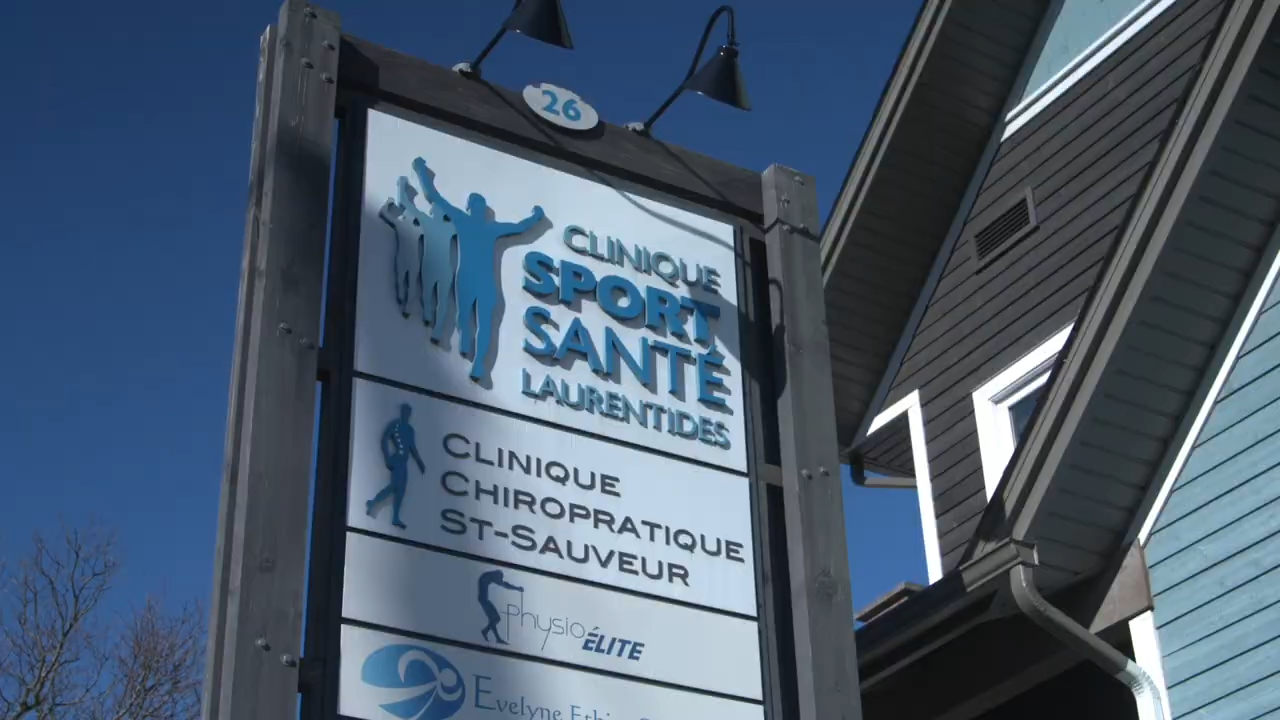 26
CLINIQUE
SPORT
SANTÉ
LAURENTIDES
CLINIQUE
CHIROPRATIQUE
ST-SAUVEUR
Physio ÉLITE
Evelyne